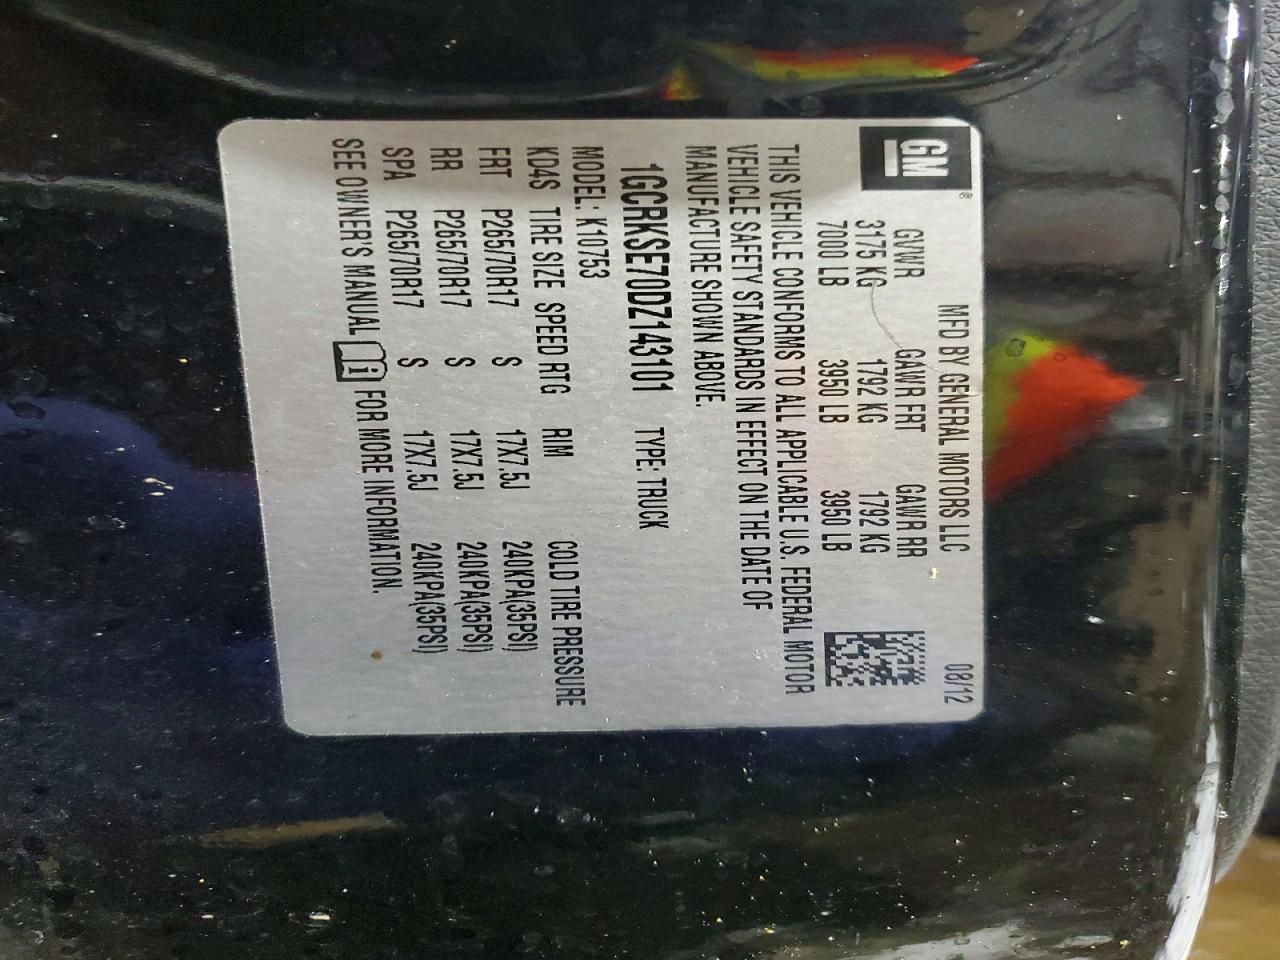 GM
MFD BY GENERAL MOTORS LLC 08/12
GVWR GAWR FRT GAWR RR
3175 KG 1792 KG 1792 KG
7000 LB 3950 LB 3950 LB
THIS VEHICLE CONFORMS TO ALL APPLICABLE U.S. FEDERAL MOTOR
VEHICLE SAFETY STANDARDS IN EFFECT ON THE DATE OF
MANUFACTURE SHOWN ABOVE.
1GCRKSE70DZ143101 TYPE: TRUCK
MODEL: K10753
KD4S TIRE SIZE SPEED RTG RIM COLD TIRE PRESSURE
FRT P265/70R17 S 17X7.5J 240KPA(35PSI)
RR P265/70R17 S 17X7.5J 240KPA(35PSI)
SPA P265/70R17 S 17X7.5J 240KPA(35PSI)
SEE OWNER'S MANUAL FOR MORE INFORMATION.